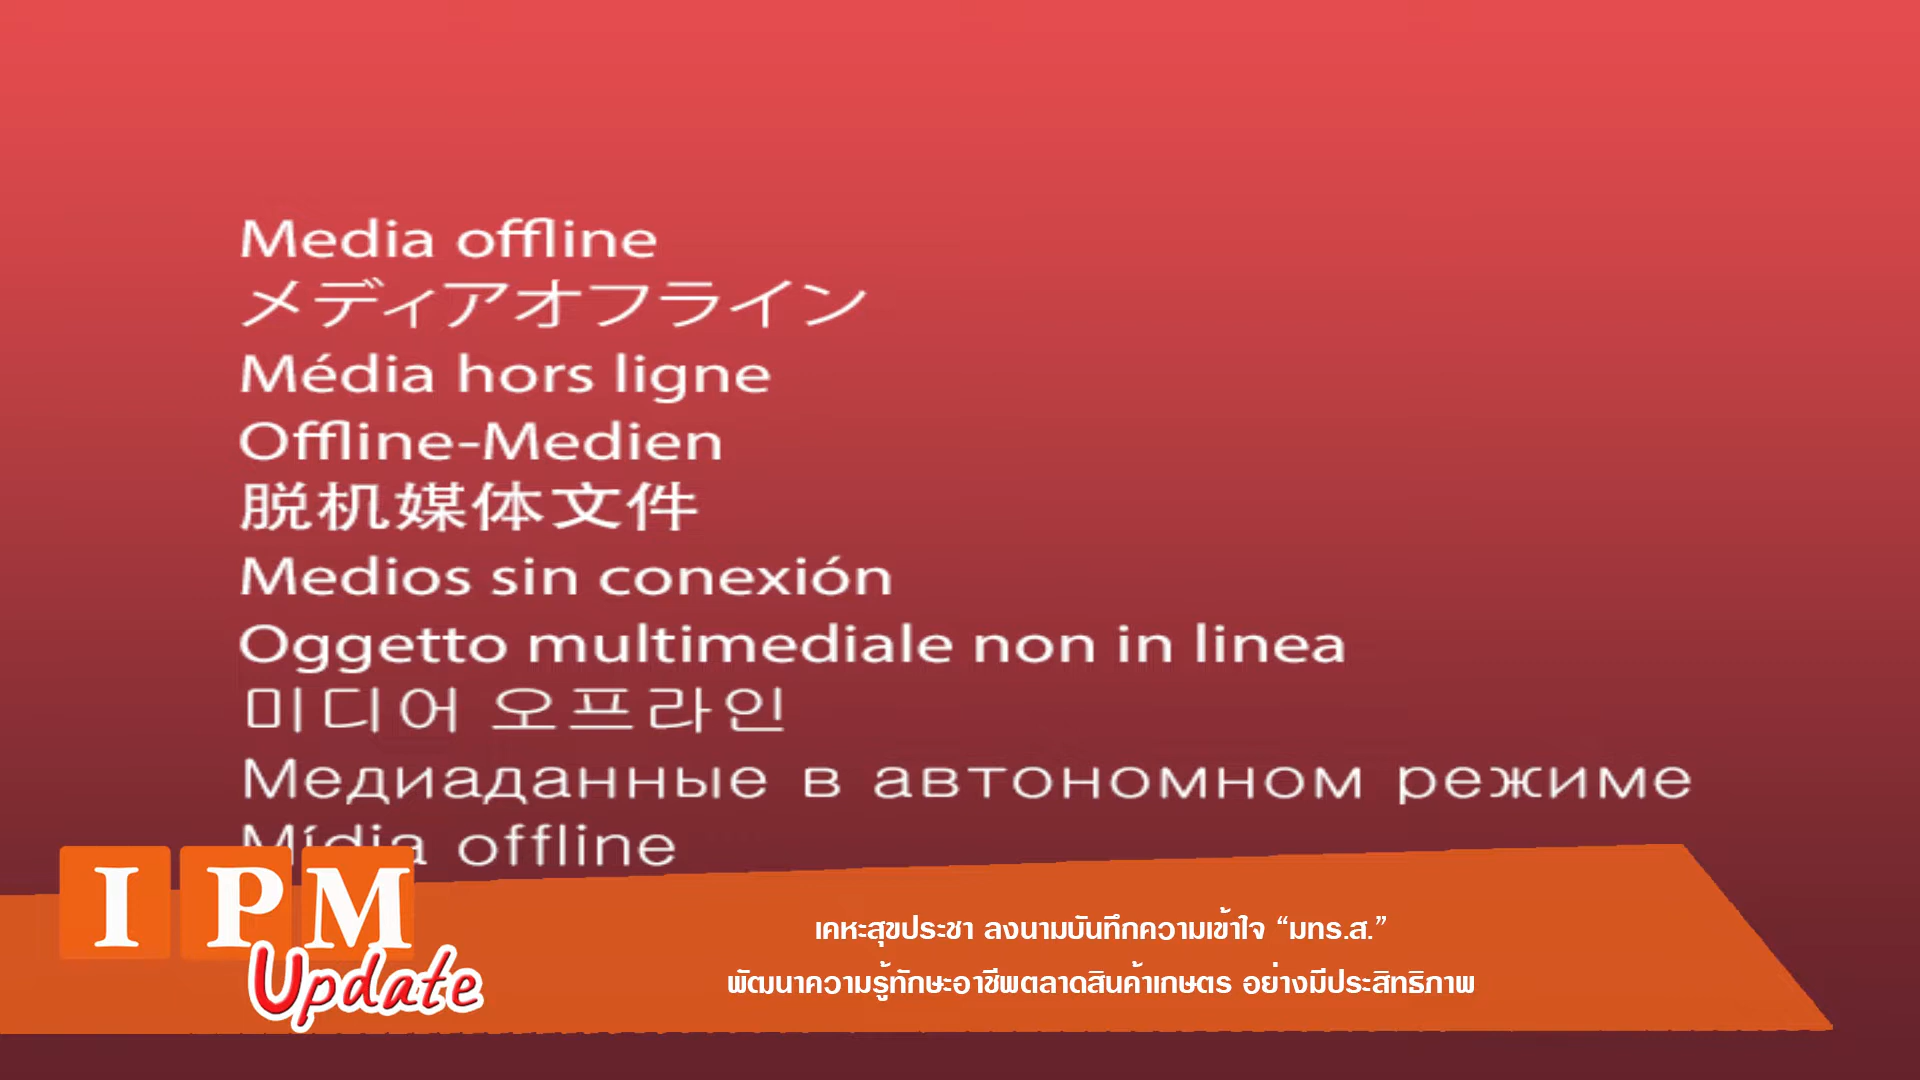 Media offline
メディアオフライン
Média hors ligne
Offline-Medien
脱机媒体文件
Medios sin conexión
Oggetto multimediale non in linea
미디어 오프라인
Медиаданные в автономном режиме
Mídia offline
IPM
Update
เคหะสุขประชา ลงนามบันทึกความเข้าใจ “มทร.ส.”
พัฒนาความรู้ทักษะอาชีพตลาดสินค้าเกษตร อย่างมีประสิทธิภาพ